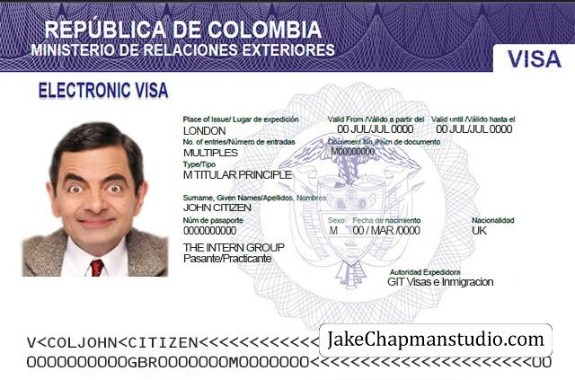 REPÚBLICA DE COLOMBIA
MINISTERIO DE RELACIONES EXTERIORES
VISA
ELECTRONIC VISA
Place of Issue/ Lugar de expedición Valid From /Válido a partir del Valid until /Válido hasta el
LONDON 00 JUL/JUL 0000 00 JUL/JUL 0000
No. of entries/Número de entradas Document No./Núm de documento
MULTIPLES M00000000
Type/Tipo
M TITULAR PRINCIPLE
Surname, Given Names/Apellidos, Nombres
JOHN CITIZEN
Núm de pasaporte Sexo Fecha de nacimiento Nacionalidad
0000000000 M 00 / MAR /0000 UK
THE INTERN GROUP
Pasante/Practicante
Autoridad Expedidora
GIT Visas e Inmigracion
V<COLJOHN<CITIZEN<<<<<<<<<<<<
JakeChapmanstudio.com
0000000000GBR0000000M0000000<<<<<<<<<<<<<<00